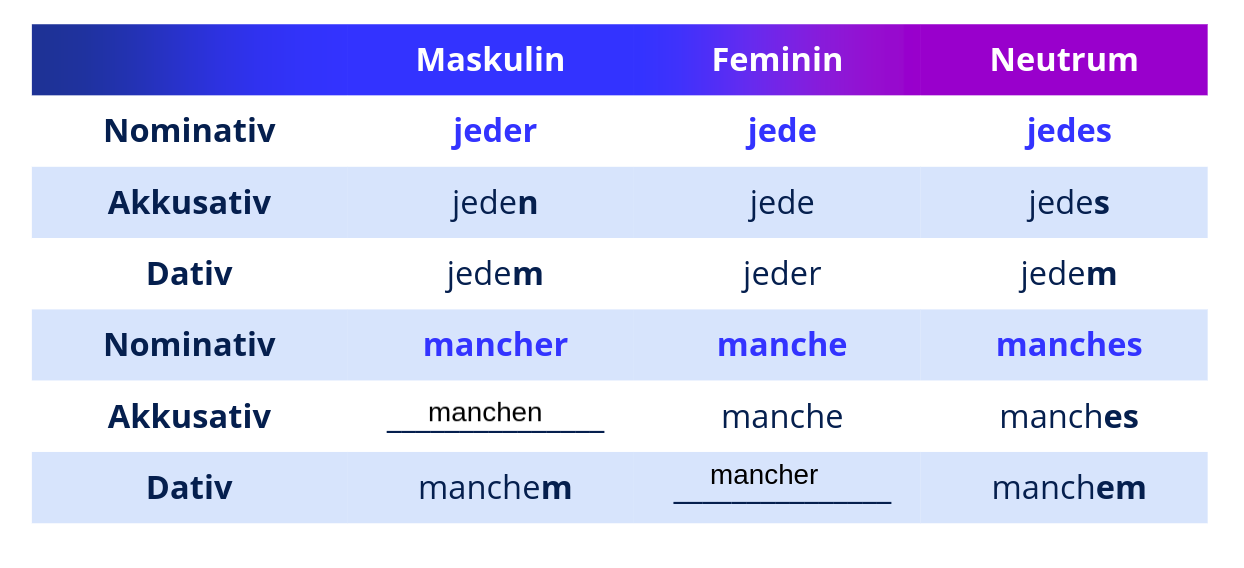 Maskulin Feminin Neutrum
Nominativ jeder jede jedes
Akkusativ jeden jede jedes
Dativ jedem jeder jedem
Nominativ mancher manche manches
Akkusativ manchen manche manches
Dativ manchem mancher manchem